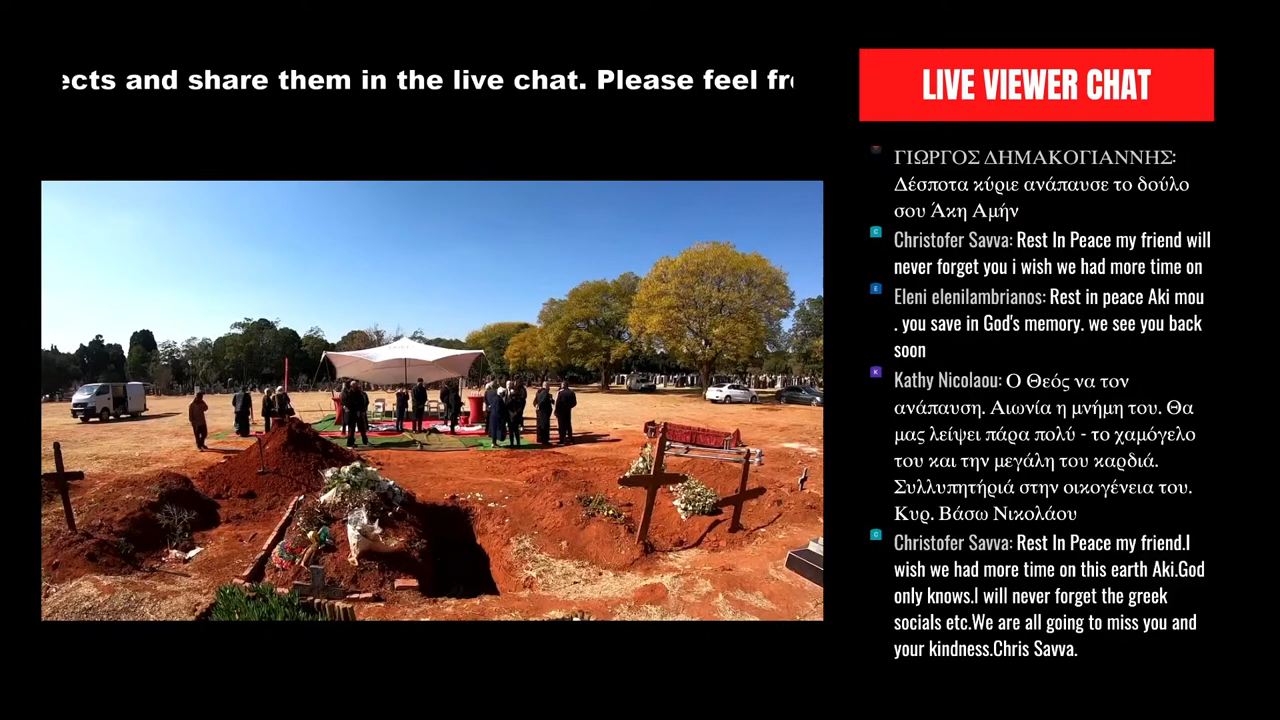 ects and share them in the live chat. Please feel fr
LIVE VIEWER CHAT
ΓΙΩΡΓΟΣ ΔΗΜΑΚΟΓΙΑΝΝΗΣ:
Δέσποτα κύριε ανάπαυσε το δούλο
σου Άκη Αμήν
Christofer Savva: Rest In Peace my friend will
never forget you i wish we had more time on
Eleni elenilambrianos: Rest in peace Aki mou
. you save in God's memory. we see you back
soon
Kathy Nicolaou: Ο Θεός να τον
ανάπαυση. Αιωνία η μνήμη του. Θα
μας λείψει πάρα πολύ - το χαμόγελο
του και την μεγάλη του καρδιά.
Συλλυπητήριά στην οικογένεια του.
Κυρ. Βάσω Νικολάου
Christofer Savva: Rest In Peace my friend.I
wish we had more time on this earth Aki.God
only knows.I will never forget the greek
socials etc.We are all going to miss you and
your kindness.Chris Savva.